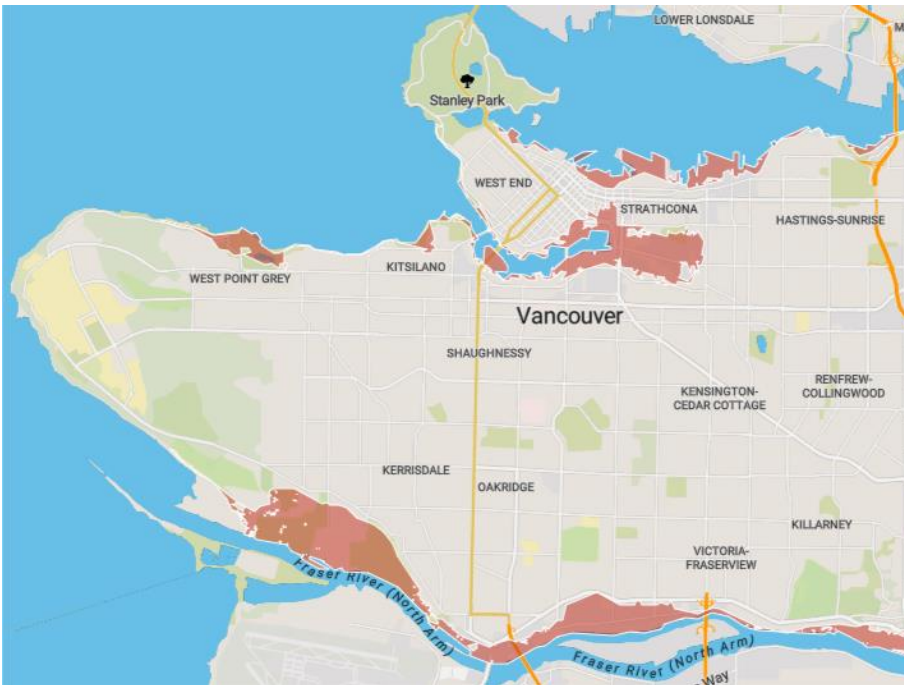 LOWER LONSDALE
M
Stanley Park
WEST END
STRATHCONA
HASTINGS-SUNRISE
WEST POINT GREY
KITSILANO
Vancouver
SHAUGHNESSY
KENSINGTON-
CEDAR COTTAGE
RENFREW-
COLLINGWOOD
KERRISDALE
OAKRIDGE
KILLARNEY
VICTORIA-
FRASERVIEW
Fraser River (North Arm)
Fraser River (North Arm)
Way